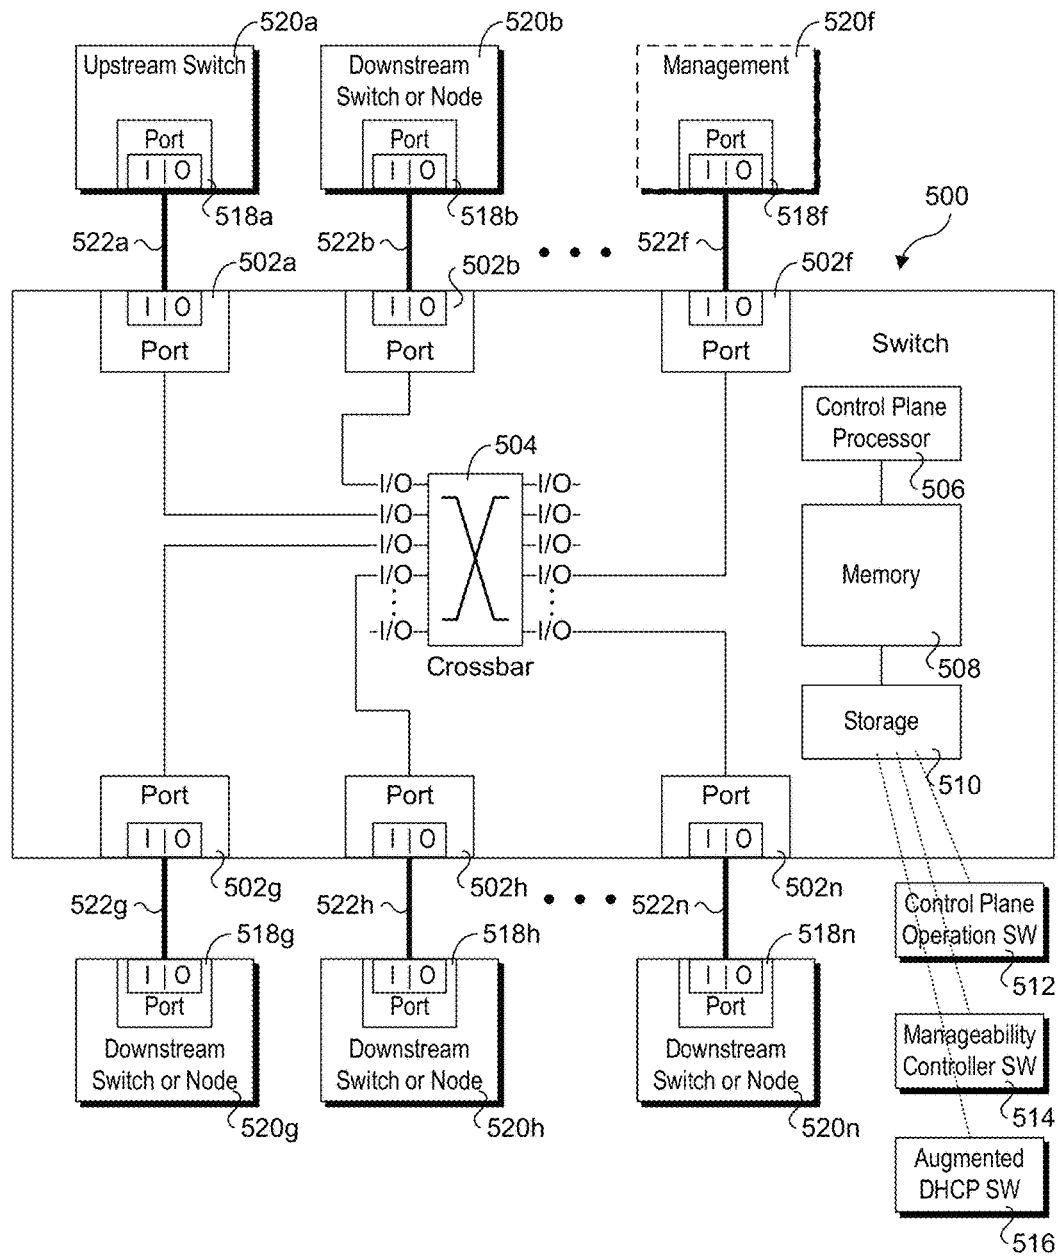 520a
520b
520f
Upstream Switch
Downstream
Switch or Node
Management
Port
I O
Port
I O
Port
I O
518a
518b
518f
522a
522b
522f
500
502a
502b
502f
I O
Port
I O
Port
I O
Port
Switch
Control Plane
Processor
506
504
I/O
I/O
I/O
I/O
I/O
I/O
I/O
I/O
I/O
I/O
Crossbar
Memory
508
Storage
510
Port
I O
Port
I O
Port
I O
502g
502h
502n
522g
522h
522n
518g
518h
518n
I O
Port
I O
Port
I O
Port
Downstream
Switch or Node
Downstream
Switch or Node
Downstream
Switch or Node
520g
520h
520n
Control Plane
Operation SW
512
Manageability
Controller SW
514
Augmented
DHCP SW
516